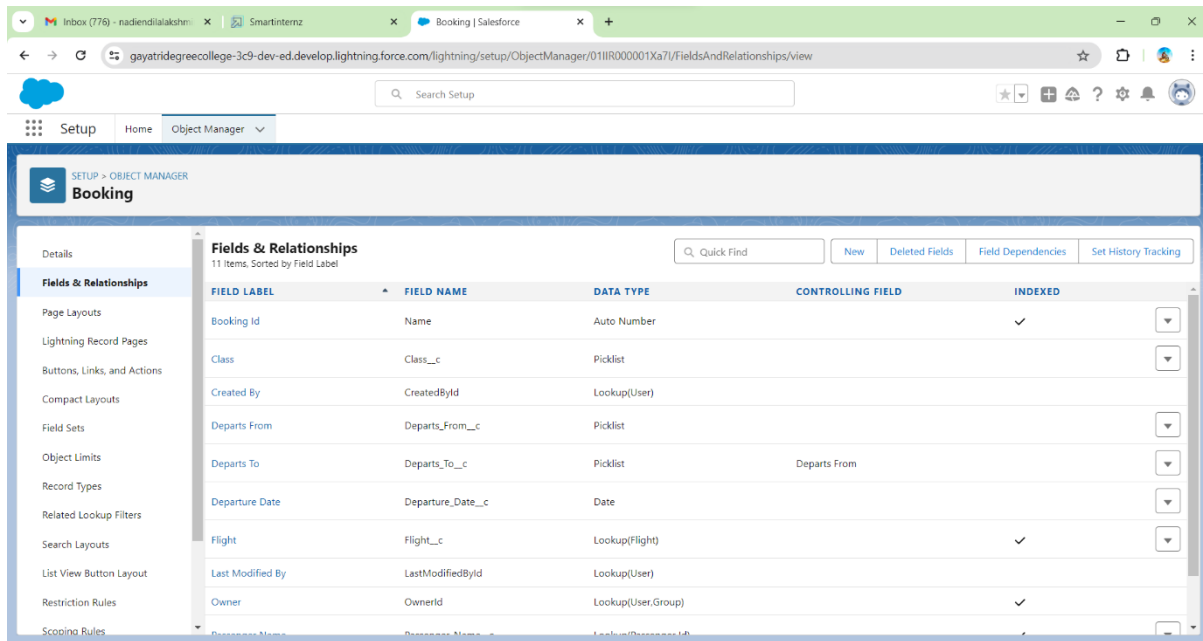 Inbox (776) - nadiendilalakshm
Smartinternz
Booking | Salesforce
gayatridegreecollege-3c9-dev-ed.develop.lightning.force.com/lightning/setup/ObjectManager/01IIR000001Xa7I/FieldsAndRelationships/view
Search Setup
Setup Home Object Manager
SETUP > OBJECT MANAGER
Booking
Details
Fields & Relationships
Page Layouts
Lightning Record Pages
Buttons, Links, and Actions
Compact Layouts
Field Sets
Object Limits
Record Types
Related Lookup Filters
Search Layouts
List View Button Layout
Restriction Rules
Scoping Rules
Fields & Relationships
11 Items, Sorted by Field Label
Quick Find New Deleted Fields Field Dependencies Set History Tracking
FIELD LABEL FIELD NAME DATA TYPE CONTROLLING FIELD INDEXED
Booking Id Name Auto Number
Class Class__c Picklist
Created By CreatedById Lookup(User)
Departs From Departs_From__c Picklist
Departs To Departs_To__c Picklist Departs From
Departure Date Departure_Date__c Date
Flight Flight__c Lookup(Flight)
Last Modified By LastModifiedById Lookup(User)
Owner OwnerId Lookup(User,Group)
Passenger Name Passenger_Name__c Lookup(Passenger Id)